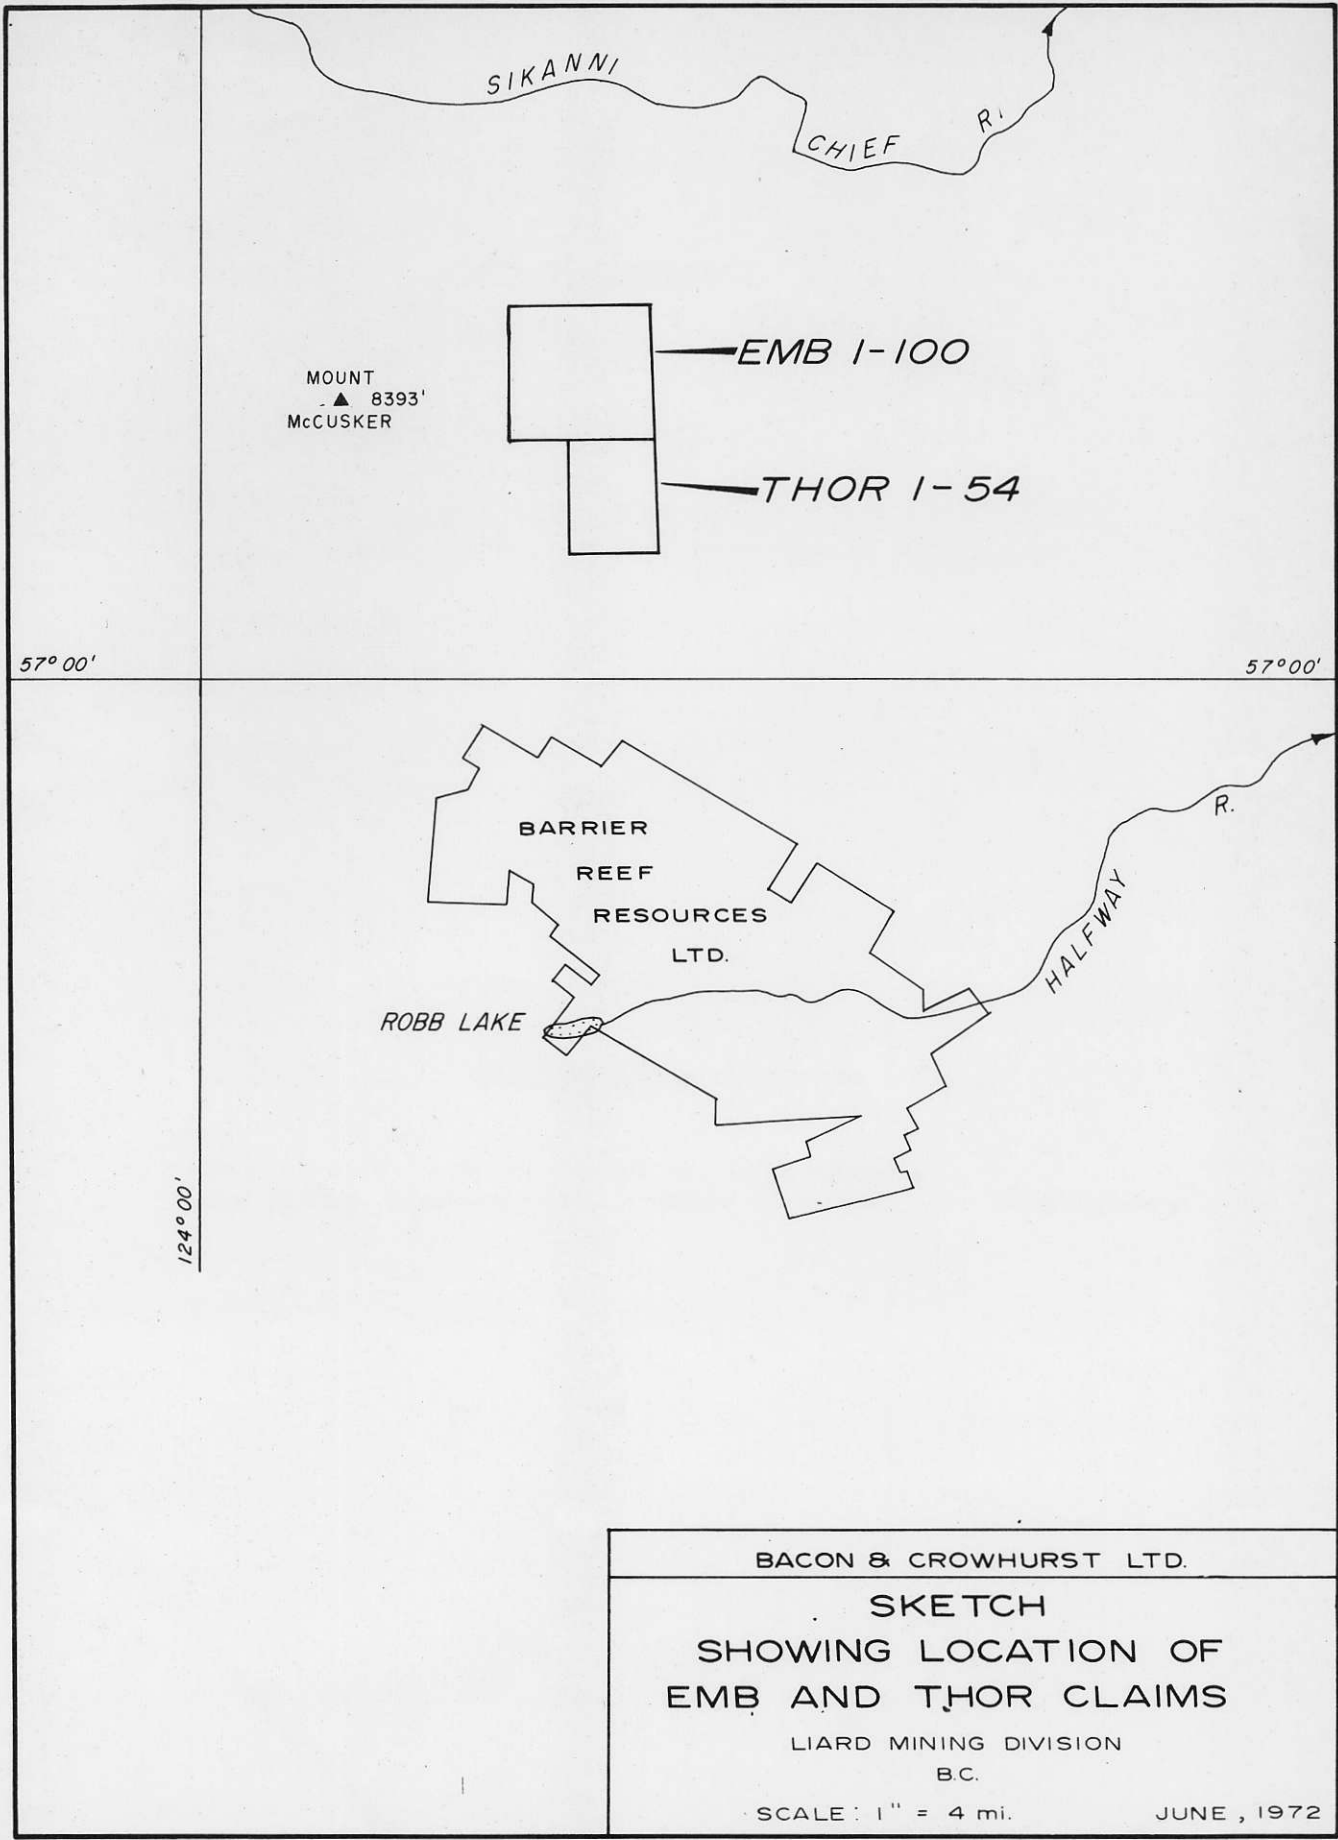 SIKANNI
CHIEF R.
EMB 1-100
MOUNT
8393'
McCUSKER
THOR 1-54
57° 00'
57° 00'
BARRIER
REEF
RESOURCES
LTD.
R.
HALFWAY
ROBB LAKE
124° 00'
BACON & CROWHURST LTD.
SKETCH
SHOWING LOCATION OF
EMB AND THOR CLAIMS
LIARD MINING DIVISION
B.C.
SCALE: 1" = 4 mi. JUNE, 1972